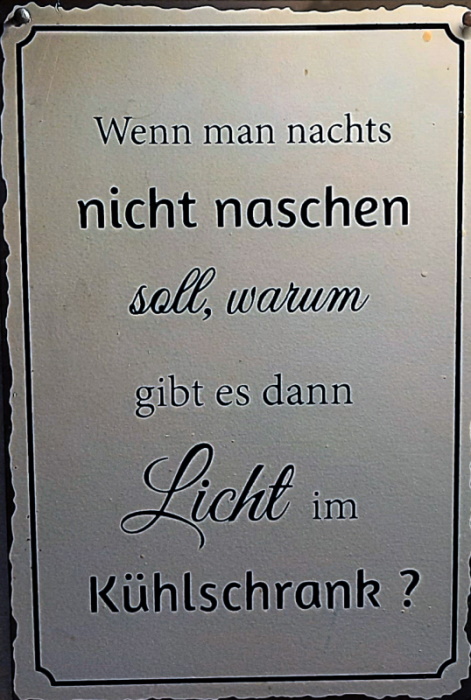 Wenn man nachts
nicht naschen
soll, warum
gibt es dann
Licht im
Kühlschrank ?